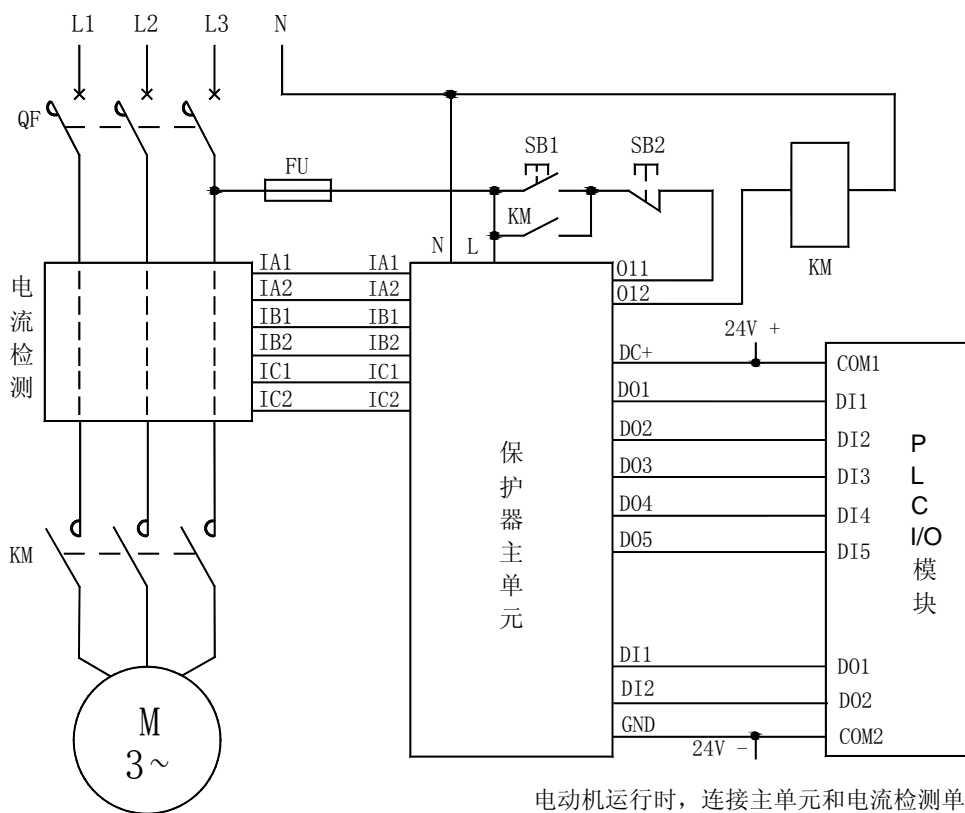 L1 L2 L3 N
QF
SB1 SB2
FU
KM
N L
KM
O11
O12
电流检测
IA1 IA1
IA2 IA2
IB1 IB1
IB2 IB2
IC1 IC1
IC2 IC2
24V +
DC+ COM1
DO1 DI1
DO2 DI2
DO3 DI3
DO4 DI4
DO5 DI5
保护器主单元
PLC I/O 模块
KM
DI1 DO1
DI2 DO2
GND COM2
24V -
M
3~
电动机运行时，连接主单元和电流检测单